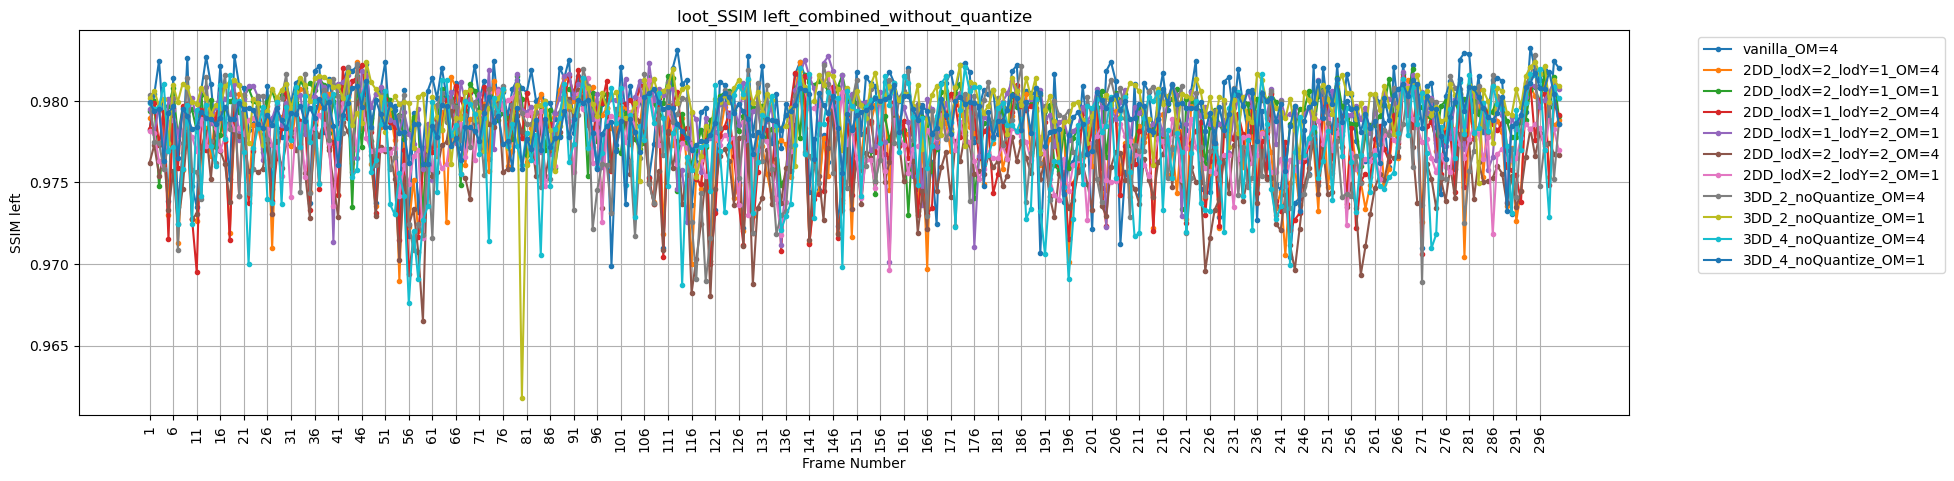 loot_SSIM left_combined_without_quantize
SSIM left
0.980
0.975
0.970
0.965
1 6 11 16 21 26 31 36 41 46 51 56 61 66 71 76 81 86 91 96 101 106 111 116 121 126 131 136 141 146 151 156 161 166 171 176 181 186 191 196 201 206 211 216 221 226 231 236 241 246 251 256 261 266 271 276 281 286 291 296
Frame Number
vanilla_OM=4
2DD_lodX=2_lodY=1_OM=4
2DD_lodX=2_lodY=1_OM=1
2DD_lodX=1_lodY=2_OM=4
2DD_lodX=1_lodY=2_OM=1
2DD_lodX=2_lodY=2_OM=4
2DD_lodX=2_lodY=2_OM=1
3DD_2_noQuantize_OM=4
3DD_2_noQuantize_OM=1
3DD_4_noQuantize_OM=4
3DD_4_noQuantize_OM=1